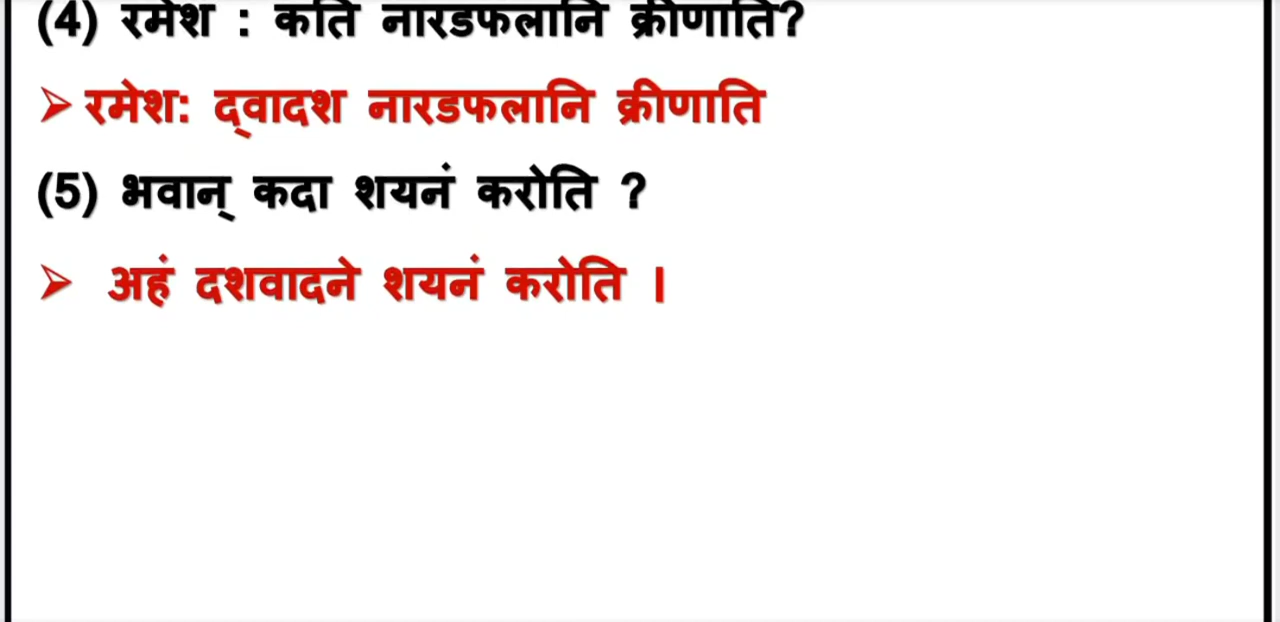 (4) रमेश : कति नारडफलानि क्रीणाति?
➢ रमेश: द्‌वादश नारडफलानि क्रीणाति
(5) भवान् कदा शयनं करोति ?
➢ अहं दशवादने शयनं करोति ।